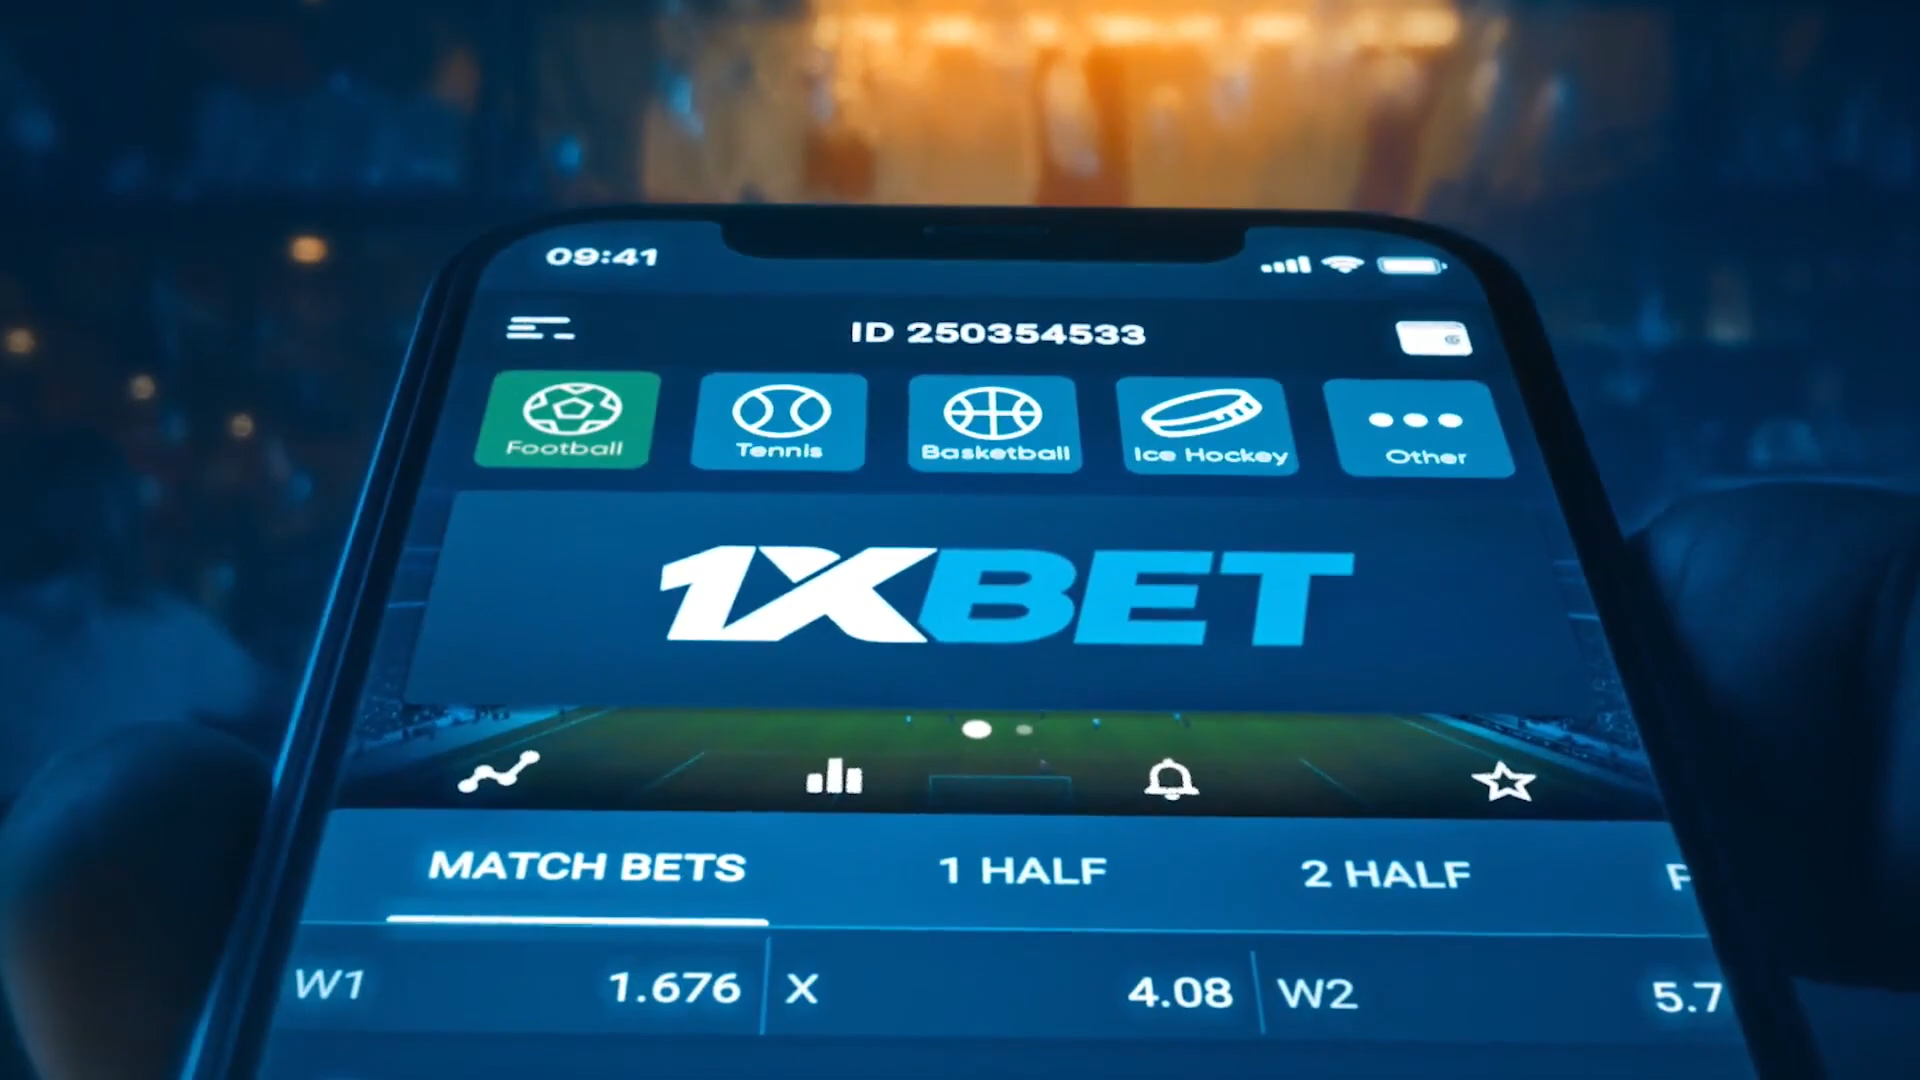 09:41
ID 250354533
Football
Tennis
Basketball
Ice Hockey
Other
1XBET
MATCH BETS
1 HALF
2 HALF
W1
1.676
X
4.08
W2
5.7